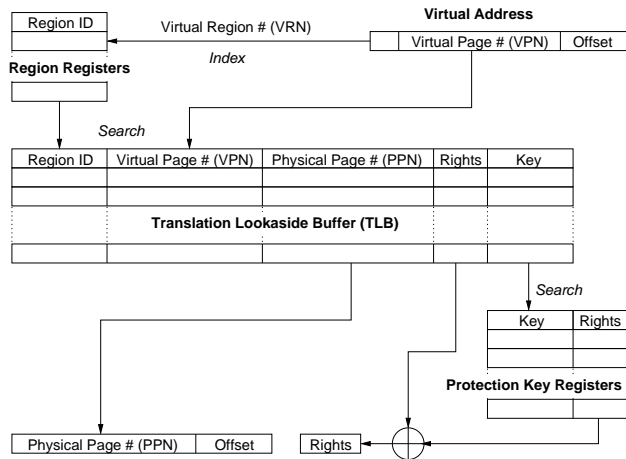 Virtual Address
Region ID
Virtual Region # (VRN)
Virtual Page # (VPN) Offset
Index
Region Registers
Search
Region ID Virtual Page # (VPN) Physical Page # (PPN) Rights Key
Translation Lookaside Buffer (TLB)
Search
Key Rights
Protection Key Registers
Physical Page # (PPN) Offset
Rights